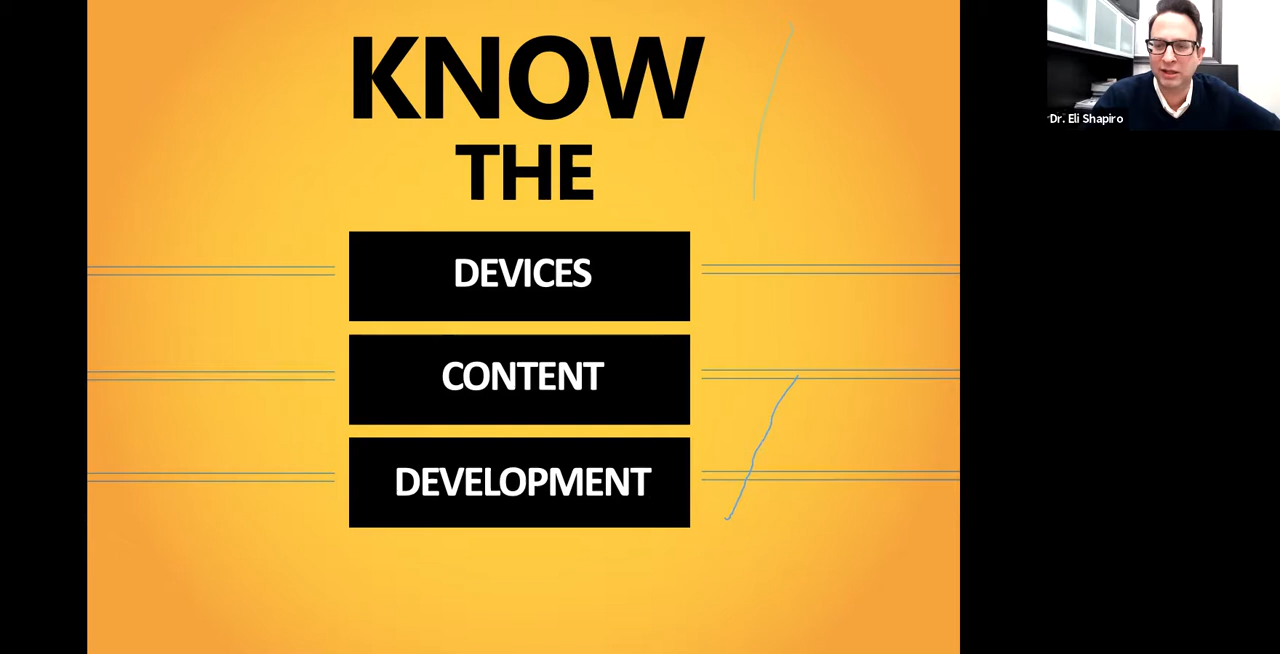 KNOW
THE
DEVICES
CONTENT
DEVELOPMENT
Dr. Eli Shapiro